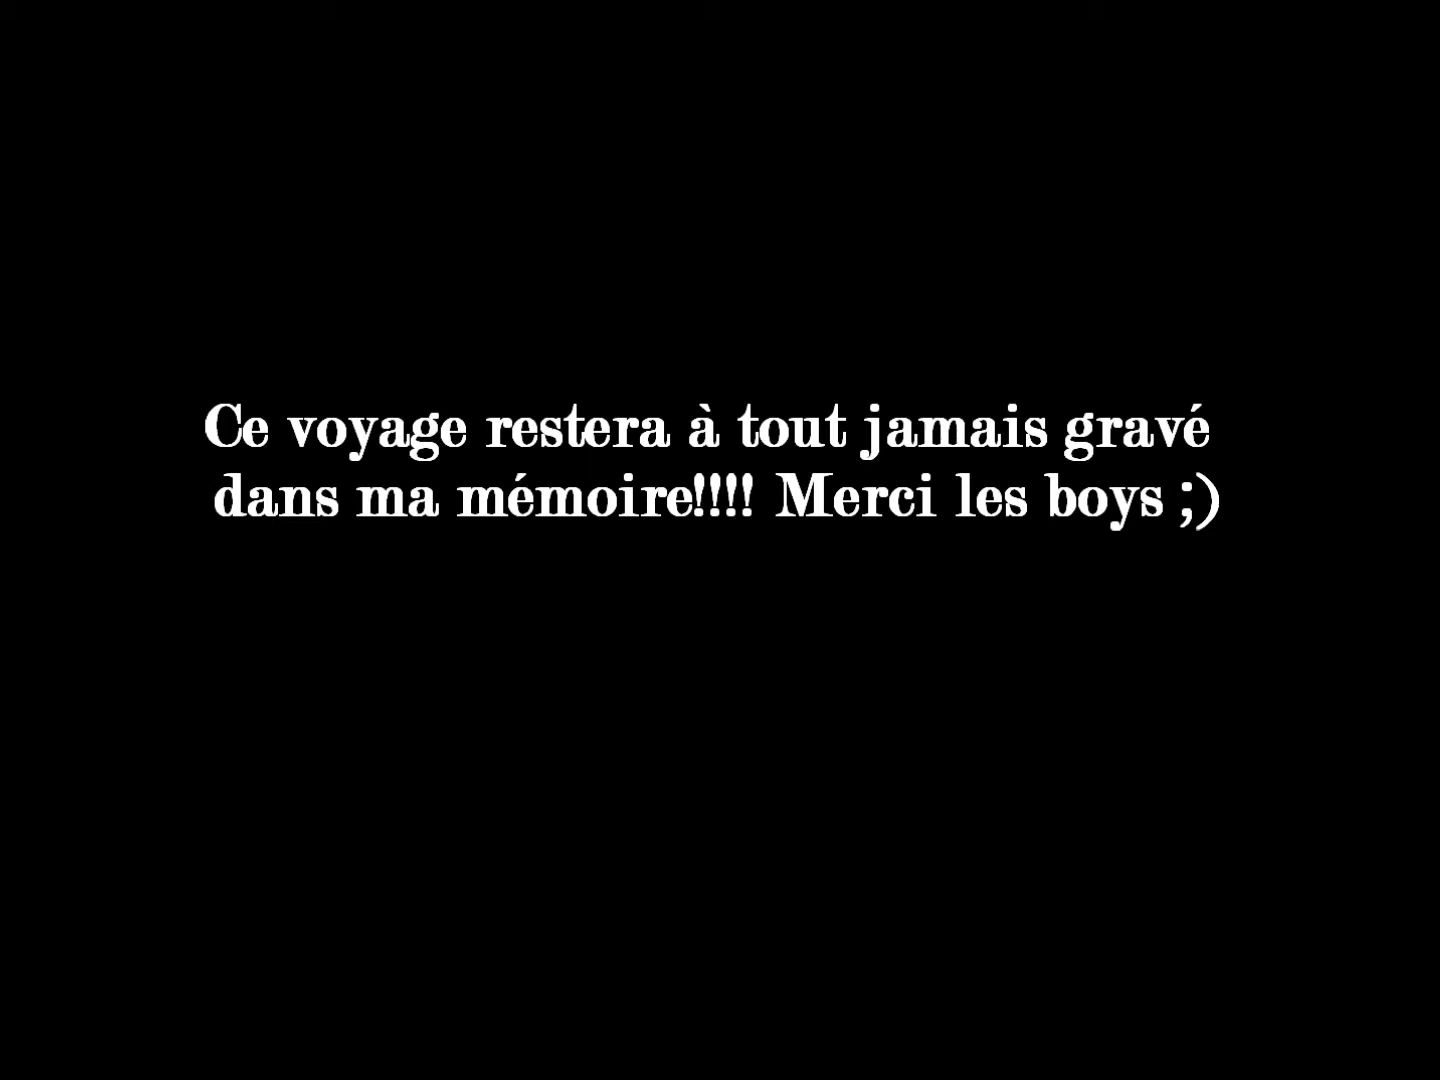 Ce voyage restera à tout jamais gravé
dans ma mémoire!!!! Merci les boys ;)